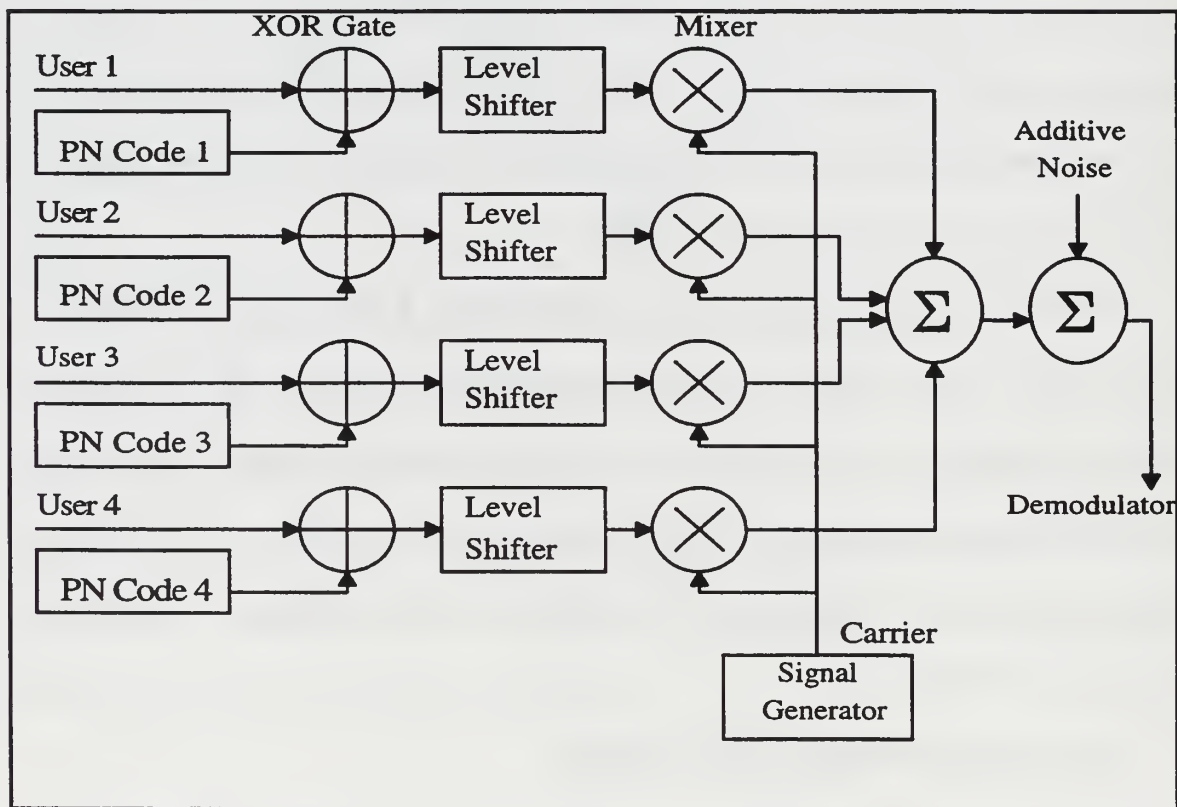 XOR Gate
Mixer
User 1
Level
Shifter
PN Code 1
Additive
Noise
User 2
Level
Shifter
PN Code 2
Σ
Σ
User 3
Level
Shifter
PN Code 3
User 4
Level
Shifter
PN Code 4
Demodulator
Carrier
Signal
Generator